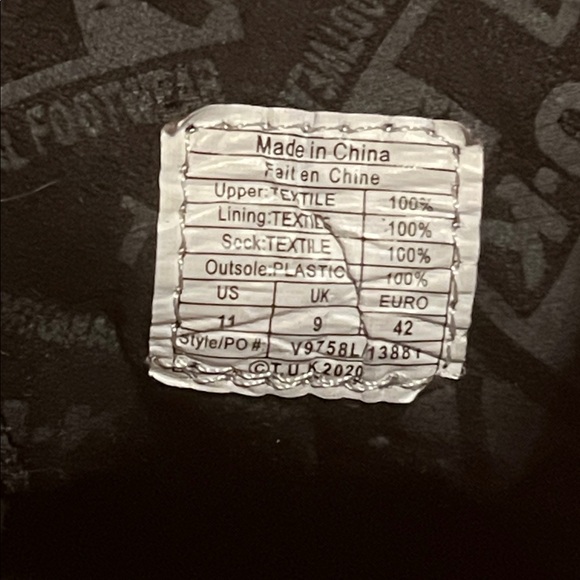 FOOTWEAR
Made in China
Fait en Chine
Upper:TEXTILE 100%
Lining:TEXTILE 100%
Sock:TEXTILE 100%
Outsole:PLASTIC 100%
US UK EURO
11 9 42
Style/PO # V9758L/13881
©T.U.K2020